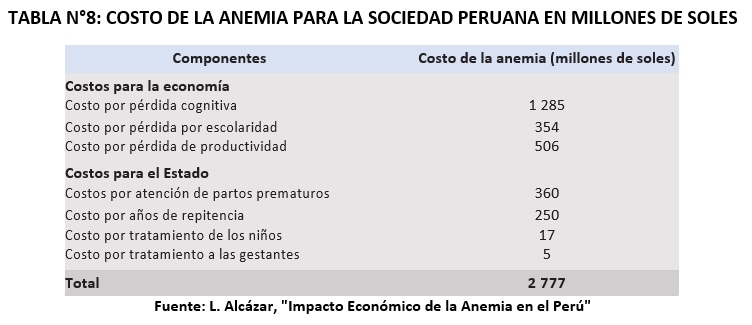 TABLA N°8: COSTO DE LA ANEMIA PARA LA SOCIEDAD PERUANA EN MILLONES DE SOLES
Componentes Costo de la anemia (millones de soles)
Costos para la economía
Costo por pérdida cognitiva 1 285
Costo por pérdida por escolaridad 354
Costo por pérdida de productividad 506
Costos para el Estado
Costos por atención de partos prematuros 360
Costo por años de repitencia 250
Costo por tratamiento de los niños 17
Costo por tratamiento a las gestantes 5
Total 2 777
Fuente: L. Alcázar, "Impacto Económico de la Anemia en el Perú"